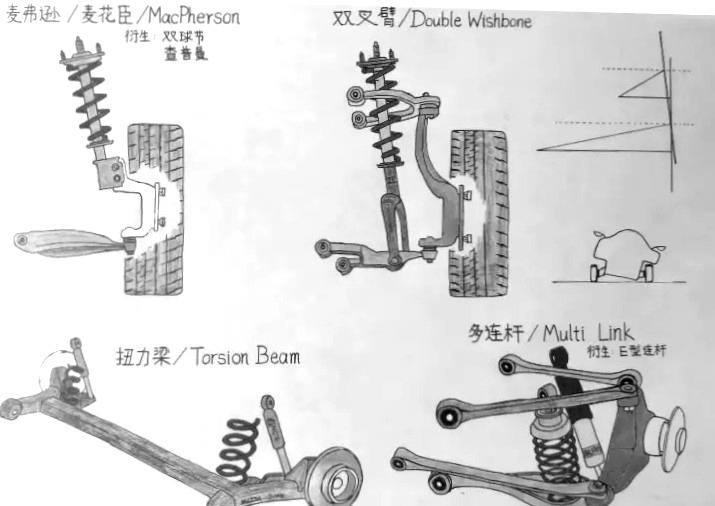 麦弗逊/麦花臣/MacPherson
衍生: 双球节
查普曼
双叉臂/Double Wishbone
扭力梁/Torsion Beam
多连杆/Multi Link
衍生: E型连杆